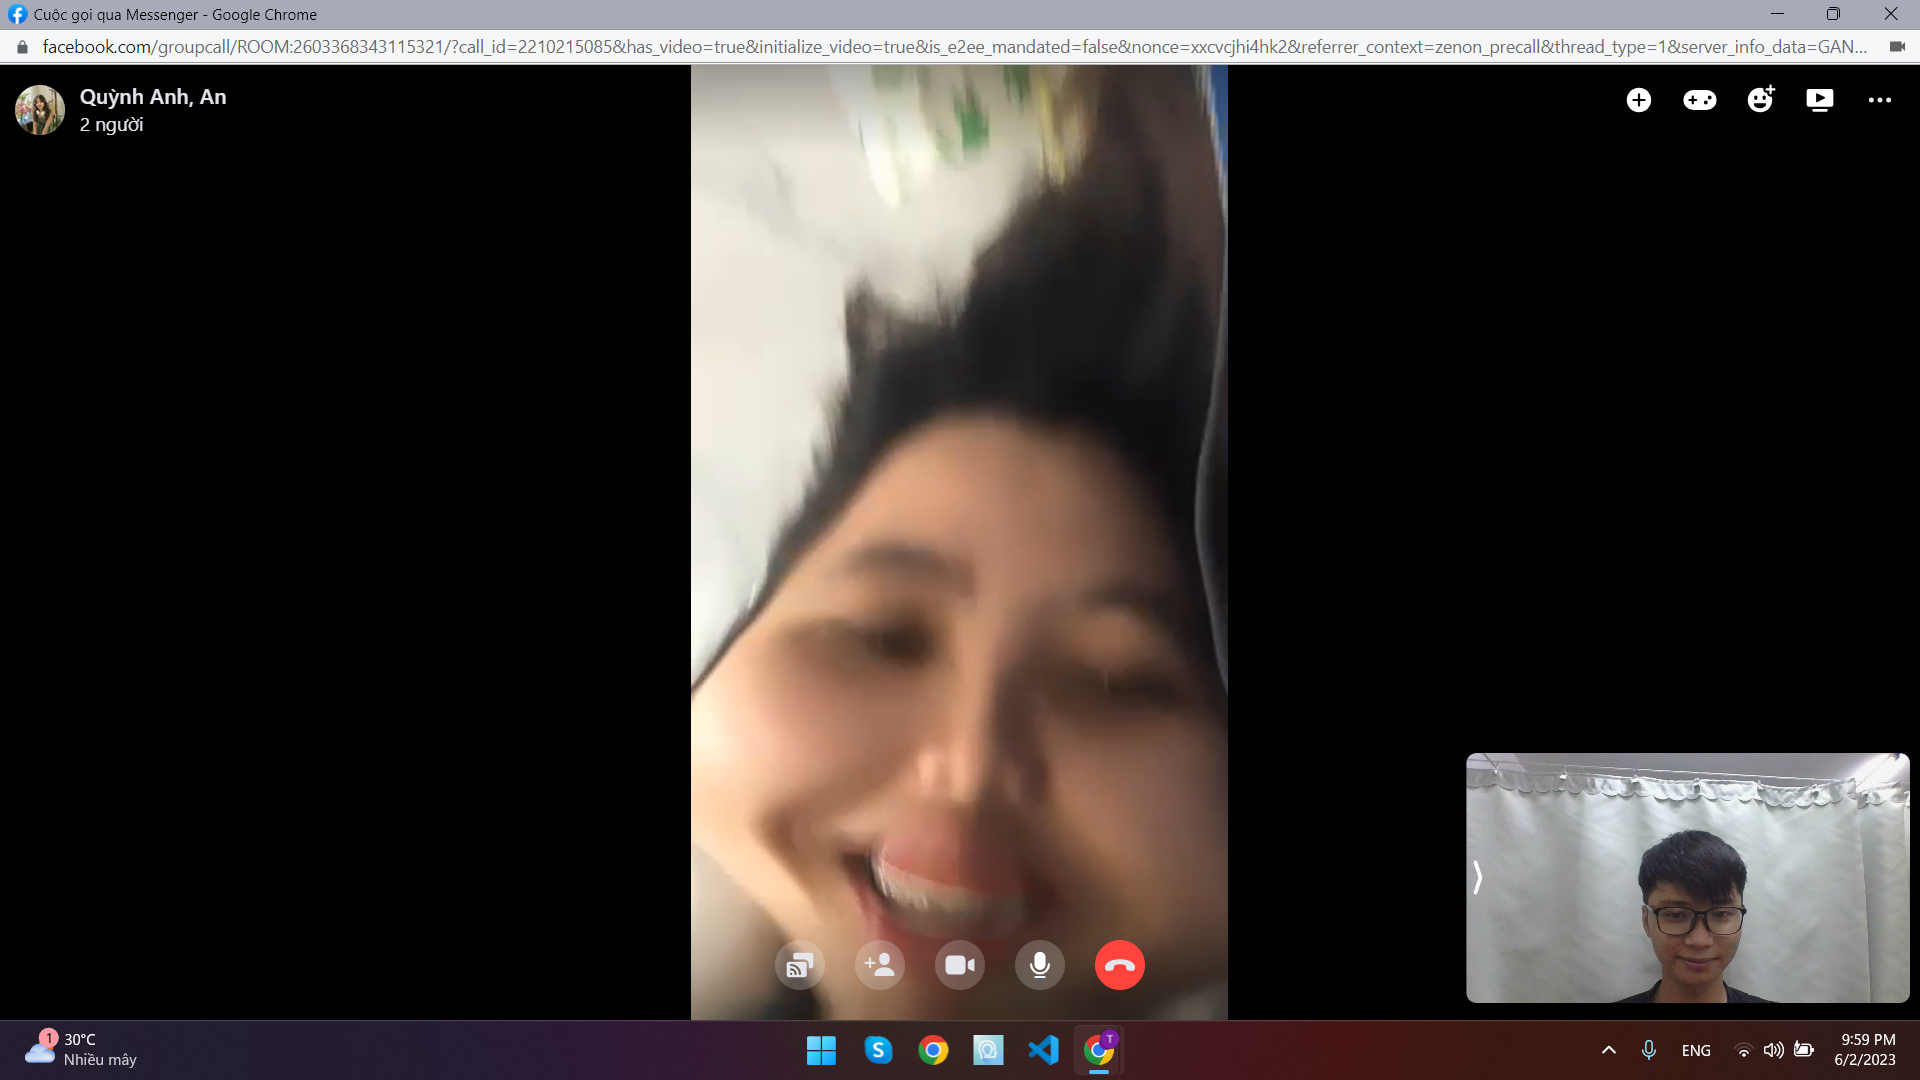 Cuộc gọi qua Messenger - Google Chrome
facebook.com/groupcall/ROOM:2603368343115321/?call_id=2210215085&has_video=true&initialize_video=true&is_e2ee_mandated=false&nonce=xxcvcjhi4hk2&referrer_context=zenon_precall&thread_type=1&server_info_data=GAN...
Quỳnh Anh, An
2 người
1
30°C
Nhiều mây
S
T
ENG
9:59 PM
6/2/2023